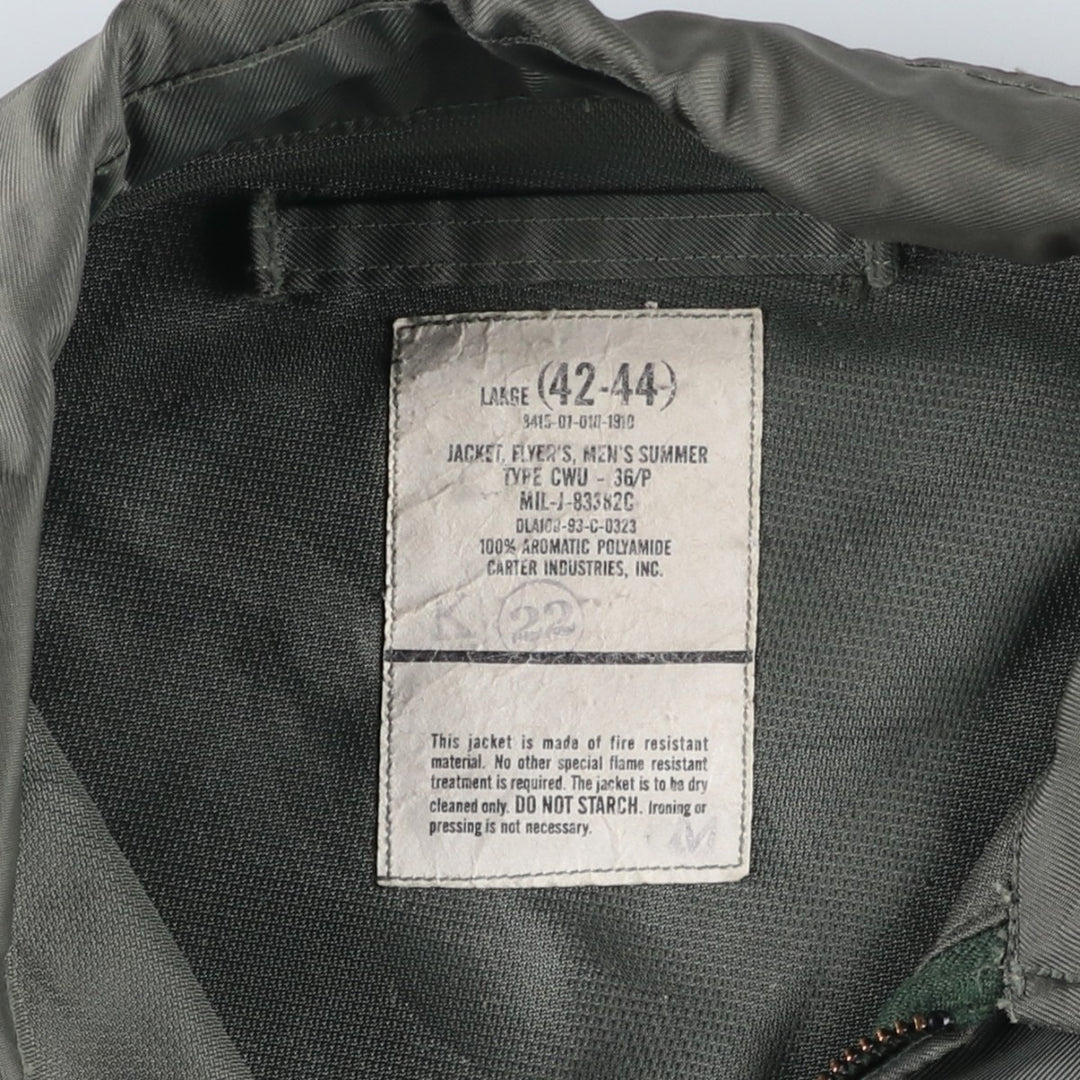 LARGE (42-44)
8415-01-010-1910
JACKET, FLYER'S, MEN'S SUMMER
TYPE CWU - 36/P
MIL-J-83382C
DLA100-93-C-0323
100% AROMATIC POLYAMIDE
CARTER INDUSTRIES, INC.
K 22
This jacket is made of fire resistant
material. No other special flame resistant
treatment is required. The jacket is to be dry
cleaned only. DO NOT STARCH. Ironing or
pressing is not necessary.
M